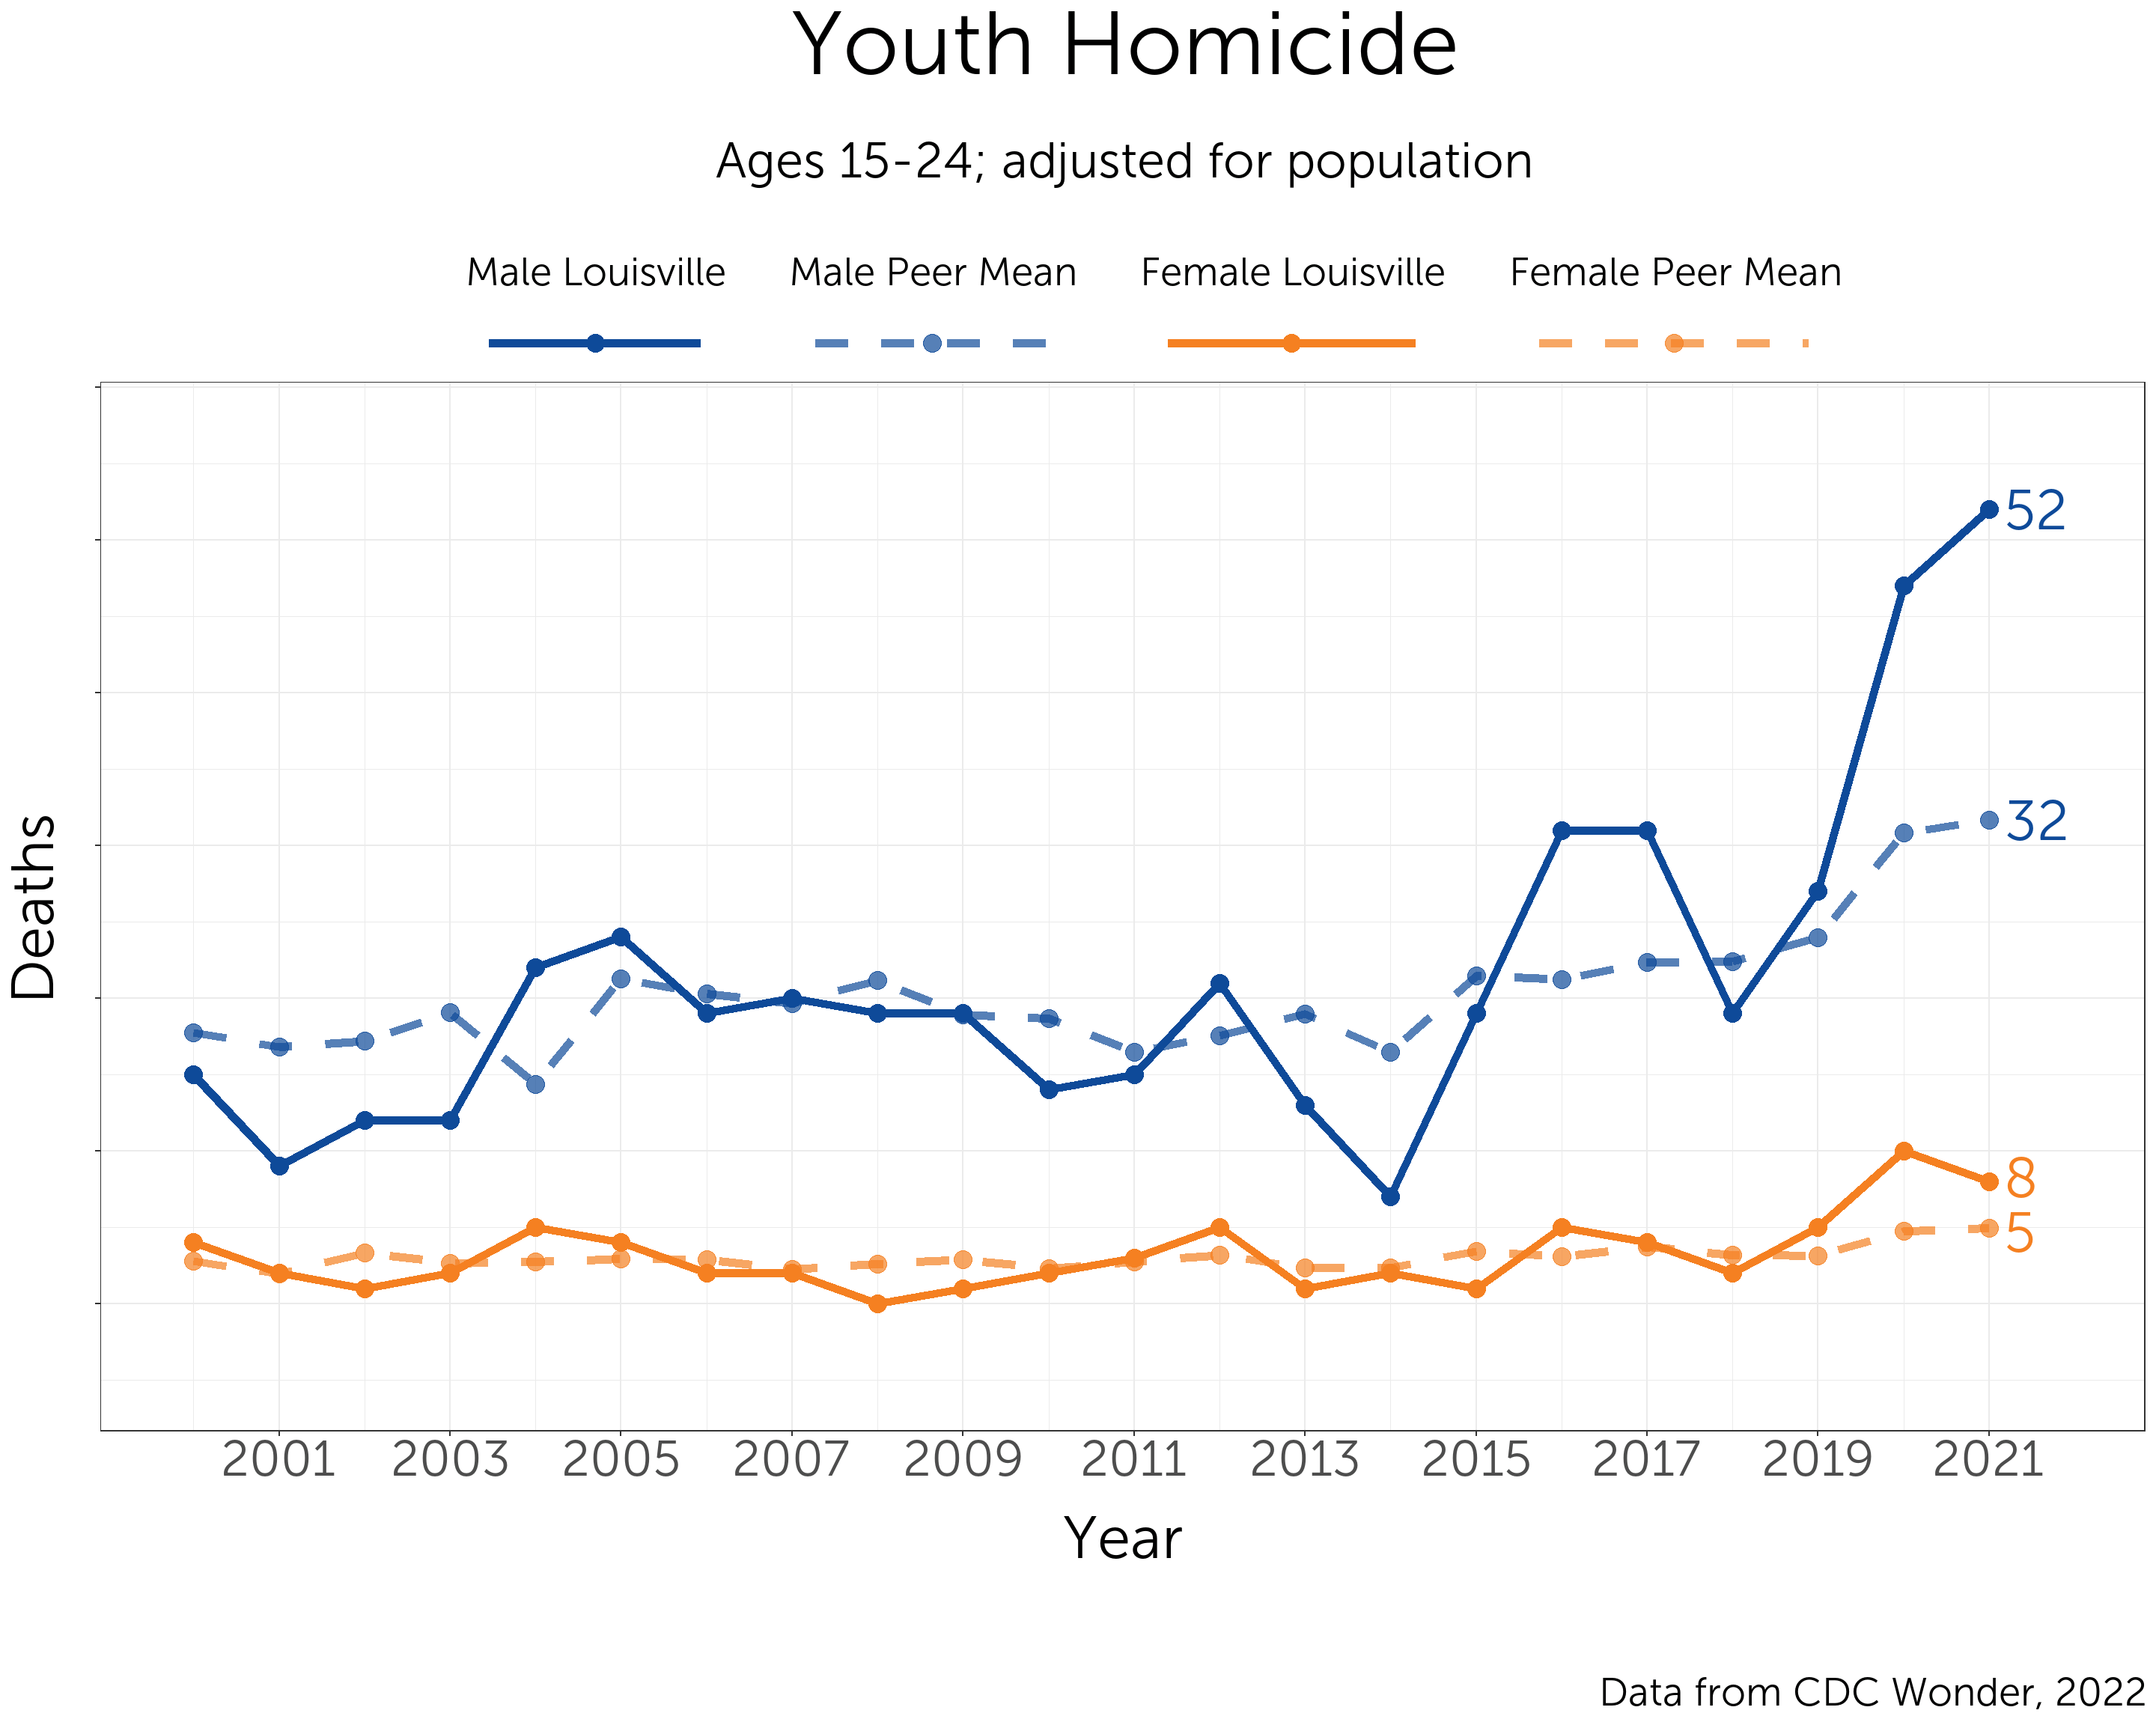 Youth Homicide
Ages 15-24; adjusted for population
Male Louisville Male Peer Mean Female Louisville Female Peer Mean
52
32
8
5
Deaths
2001 2003 2005 2007 2009 2011 2013 2015 2017 2019 2021
Year
Data from CDC Wonder, 2022